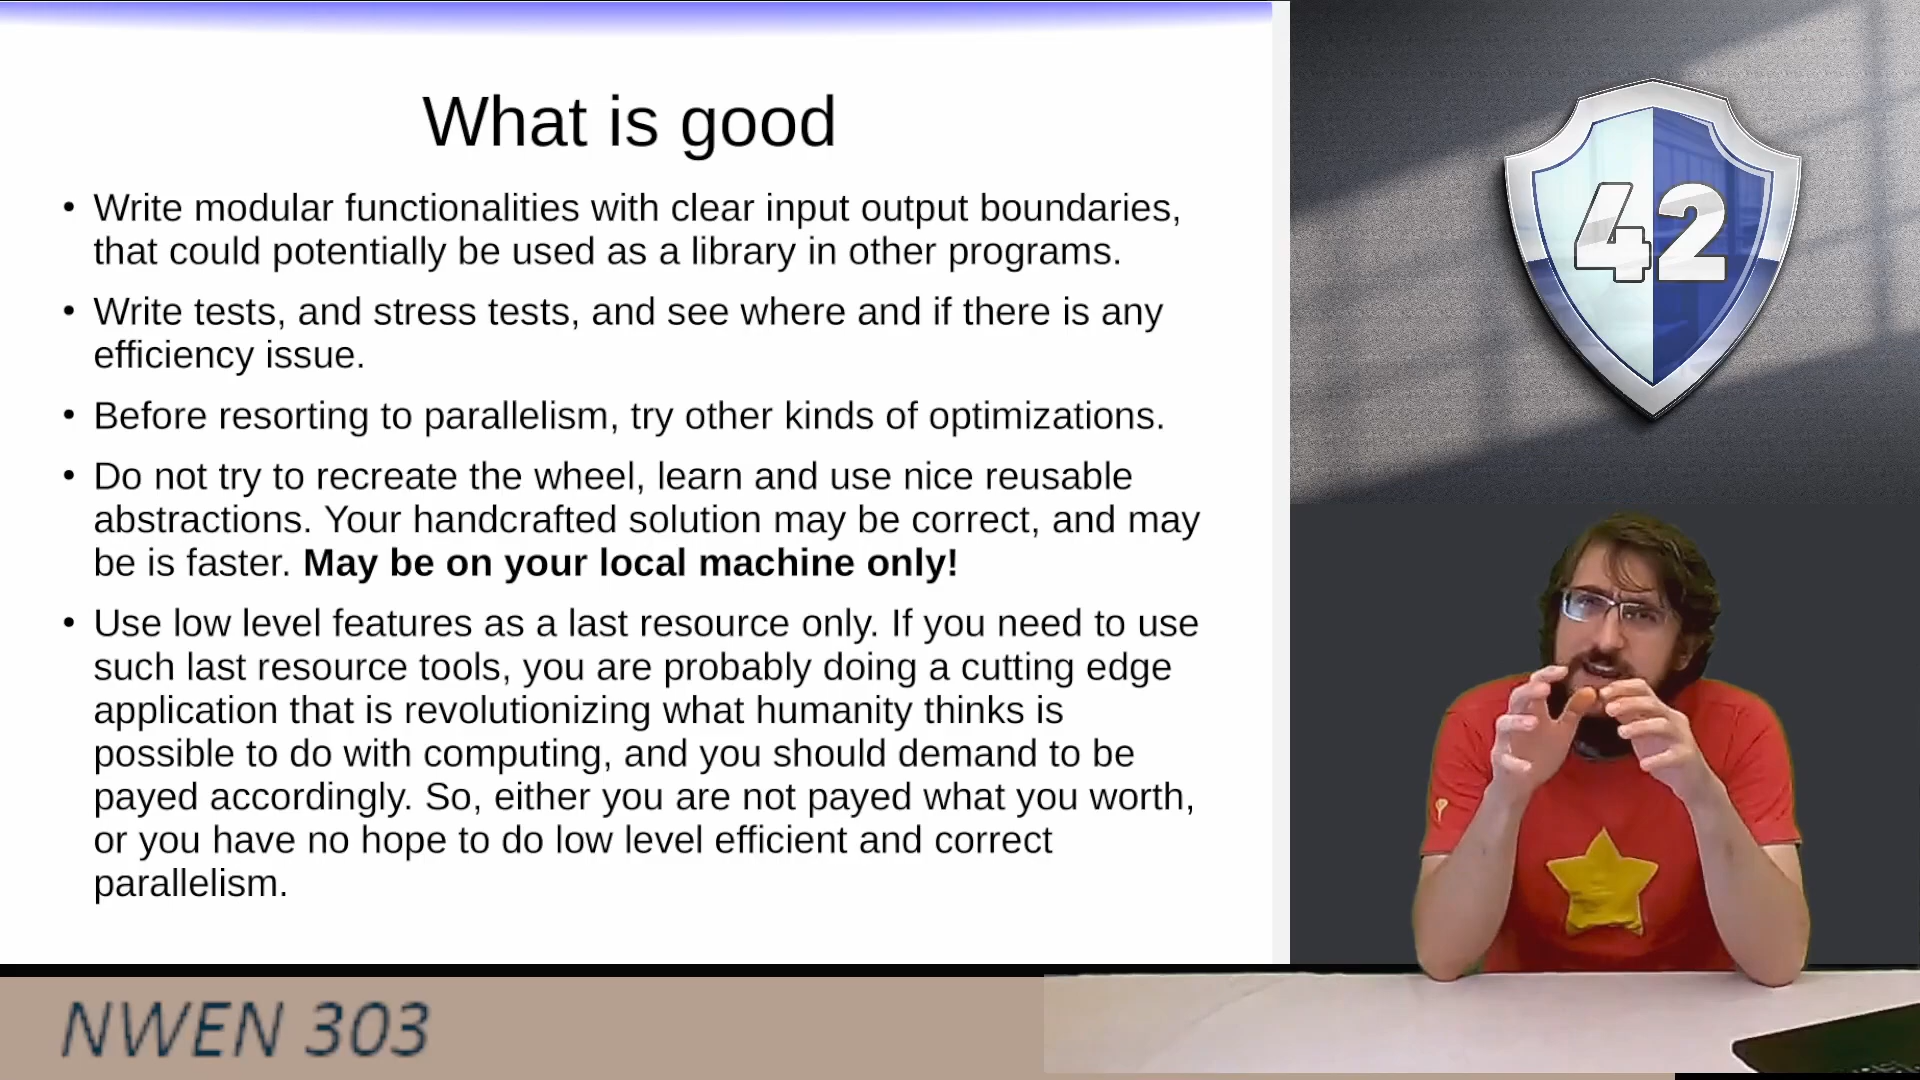 What is good
• Write modular functionalities with clear input output boundaries,
that could potentially be used as a library in other programs.
• Write tests, and stress tests, and see where and if there is any
efficiency issue.
• Before resorting to parallelism, try other kinds of optimizations.
• Do not try to recreate the wheel, learn and use nice reusable
abstractions. Your handcrafted solution may be correct, and may
be is faster. May be on your local machine only!
• Use low level features as a last resource only. If you need to use
such last resource tools, you are probably doing a cutting edge
application that is revolutionizing what humanity thinks is
possible to do with computing, and you should demand to be
payed accordingly. So, either you are not payed what you worth,
or you have no hope to do low level efficient and correct
parallelism.
42
NWEN 303